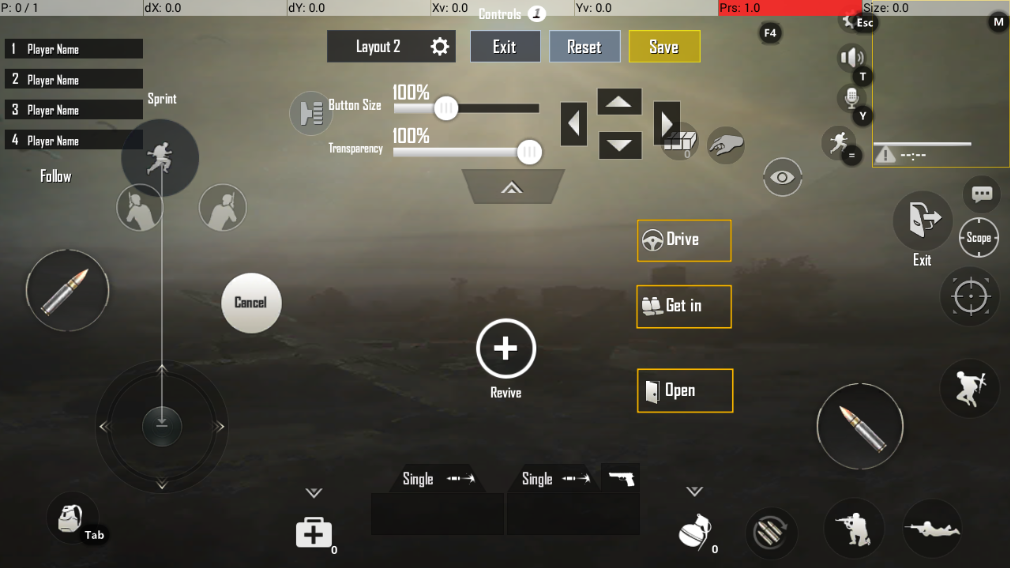 P: 0 / 1 dX: 0.0 dY: 0.0 Xv: 0.0 Yv: 0.0 Prs: 1.0 Size: 0.0
Controls 1
Esc
M
F4
Layout 2 Exit Reset Save
1 Player Name
2 Player Name
3 Player Name
4 Player Name
T
Y
=
Sprint
100%
Button Size
100%
Transparency
0
--:--
Follow
Scope
Exit
Drive
Cancel
Get in
Revive
Open
Single
Single
Tab
0
0